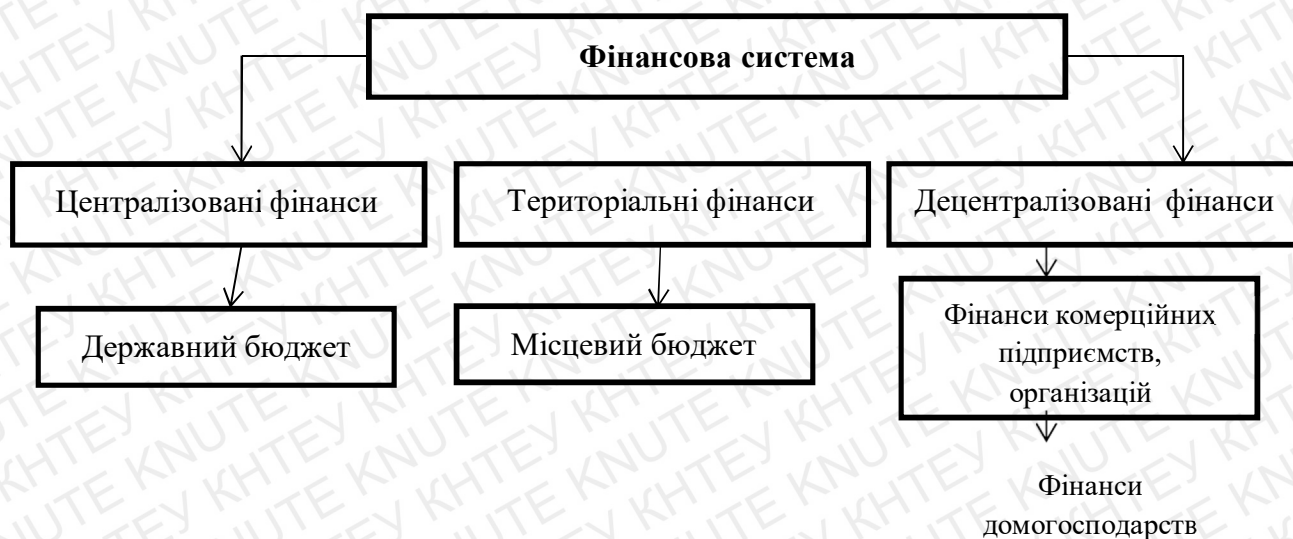 Фінансова система
Централізовані фінанси
Територіальні фінанси
Децентралізовані фінанси
Державний бюджет
Місцевий бюджет
Фінанси комерційних
підприємств,
організацій
Фінанси
домогосподарств